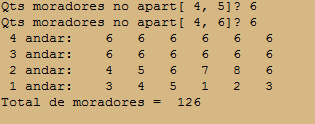 Qts moradores no apart[ 4, 5]? 6
Qts moradores no apart[ 4, 6]? 6
4 andar: 6 6 6 6 6 6
3 andar: 6 6 6 6 6 6
2 andar: 4 5 6 7 8 6
1 andar: 3 4 5 1 2 3
Total de moradores = 126